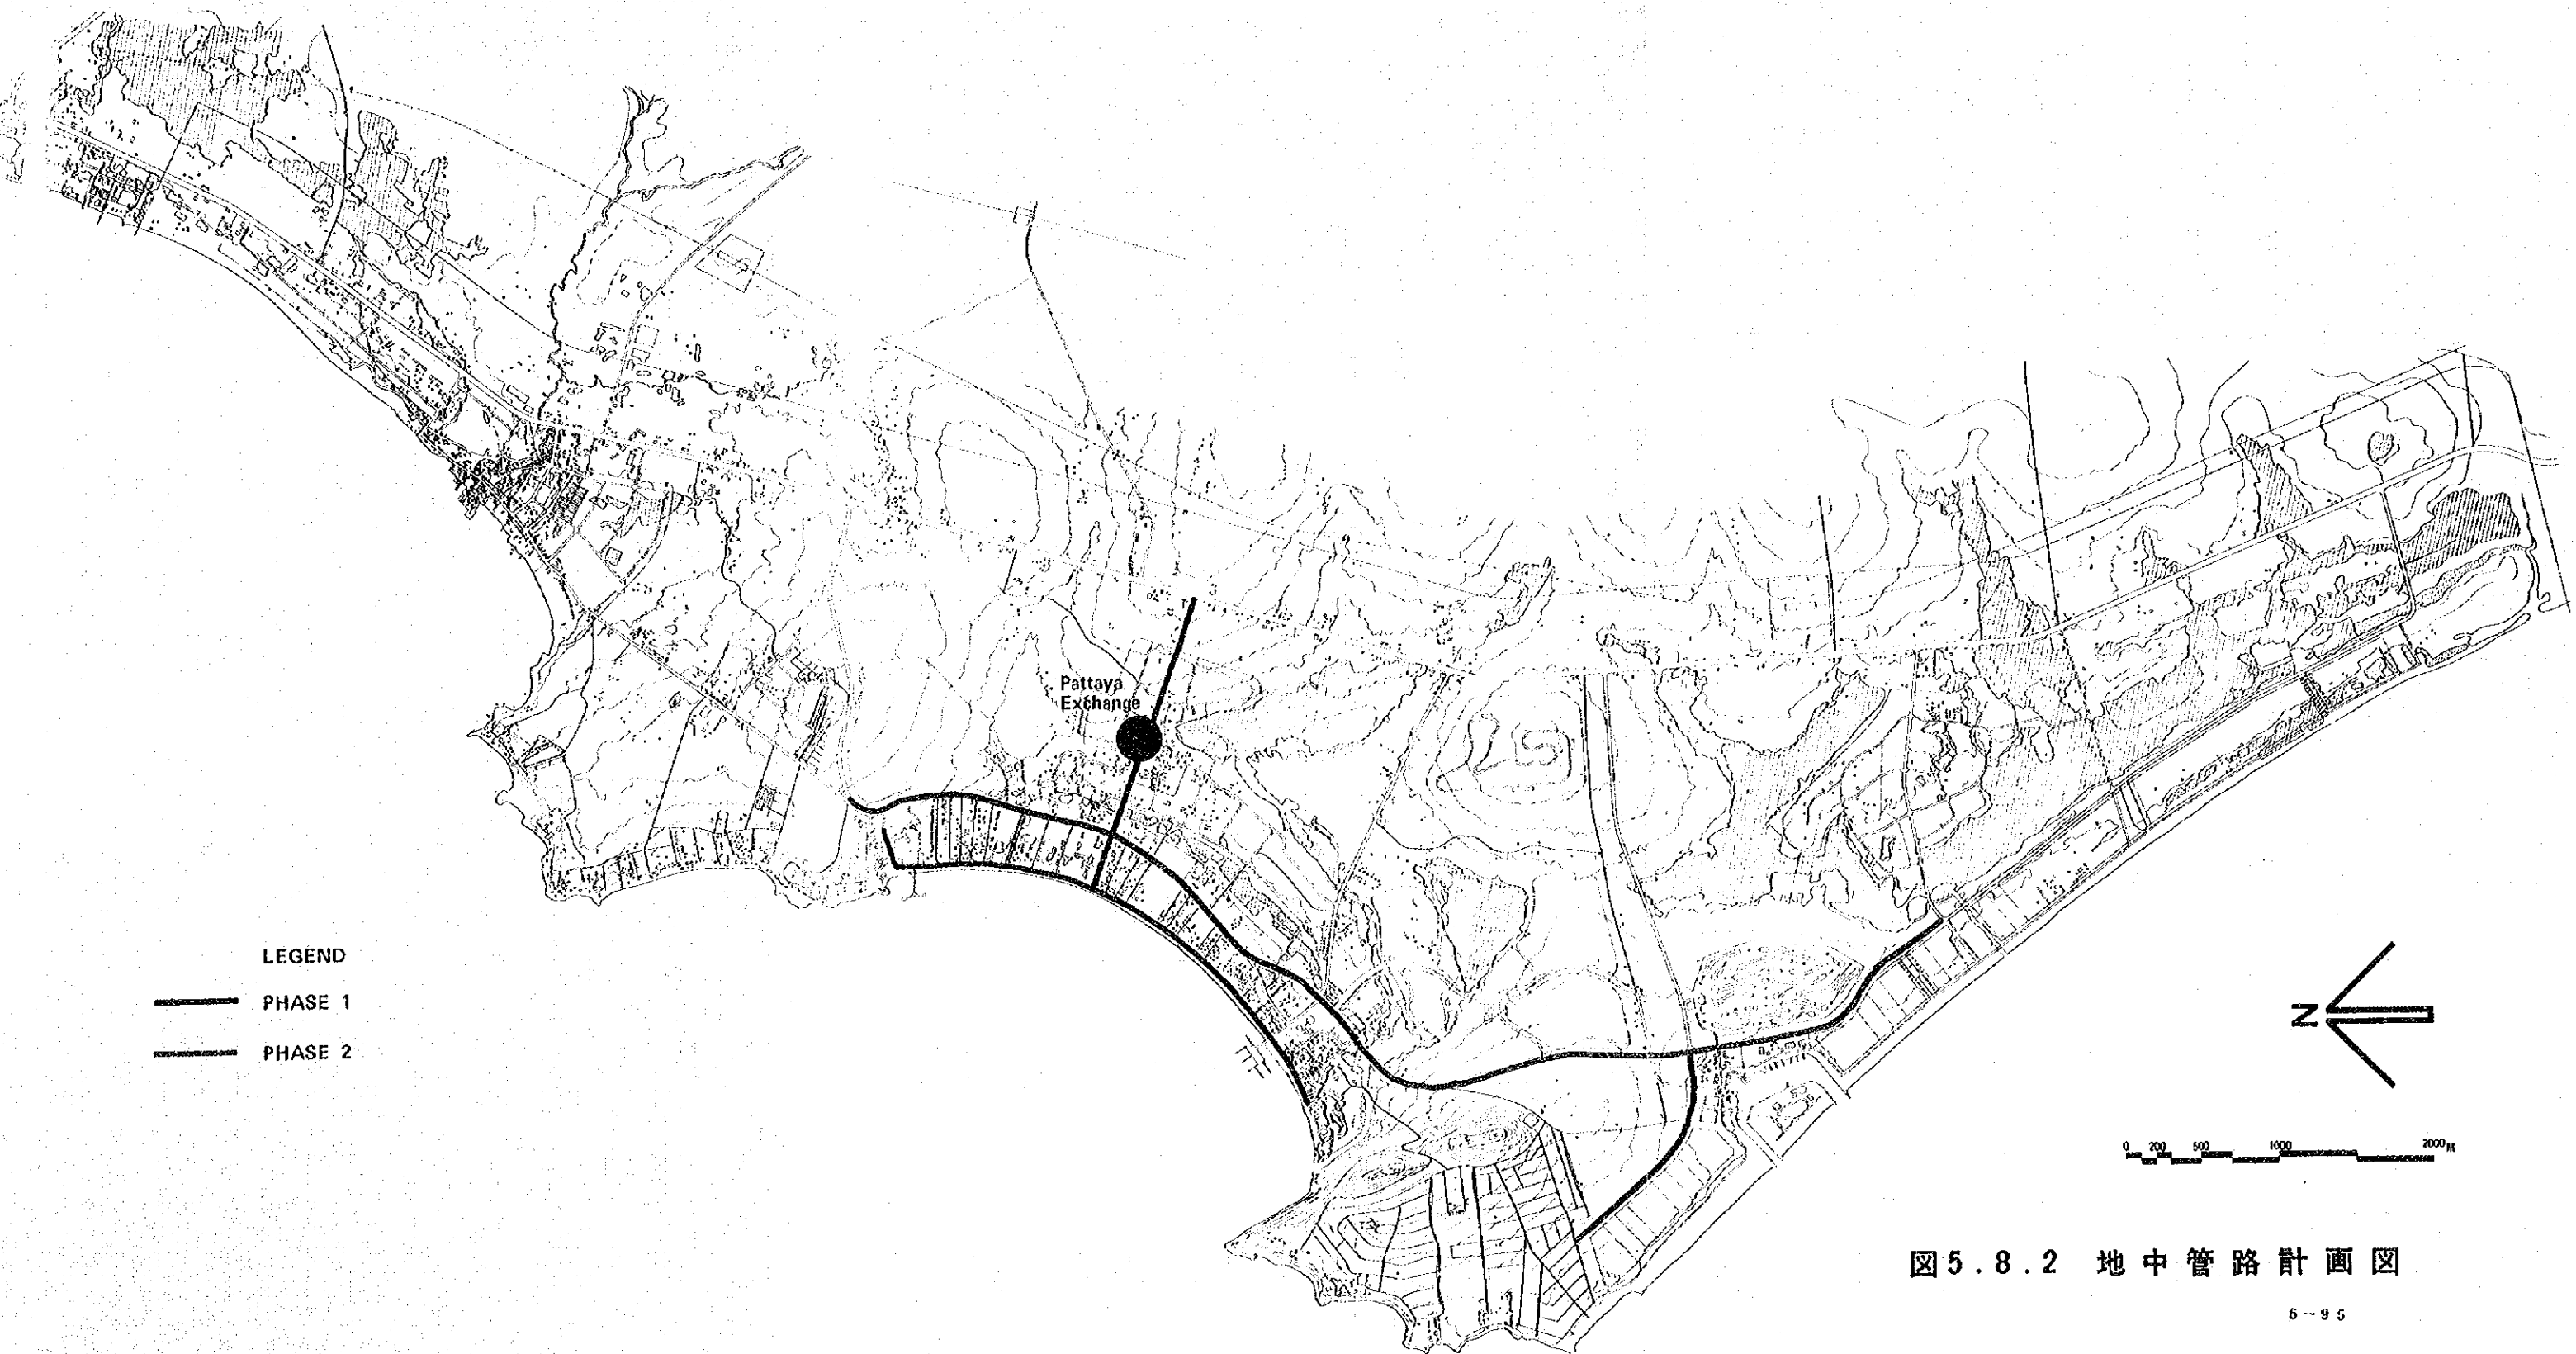 Pattaya
Exchange
LEGEND
PHASE 1
PHASE 2
N
0 200 500 1000 2000 M
図5.8.2 地中管路計画図
5-95